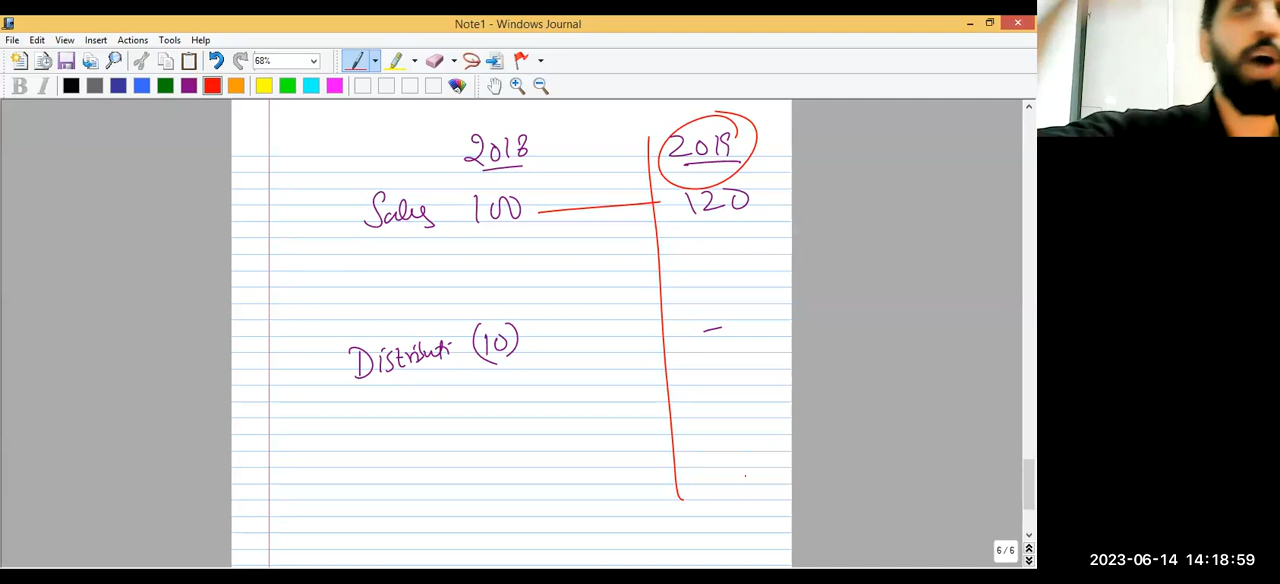 Note1 - Windows Journal
File Edit View Insert Actions Tools Help
68%
B I
2018 2019
Sales 100 120
Distributi (10) –
6 / 6
2023-06-14 14:18:59